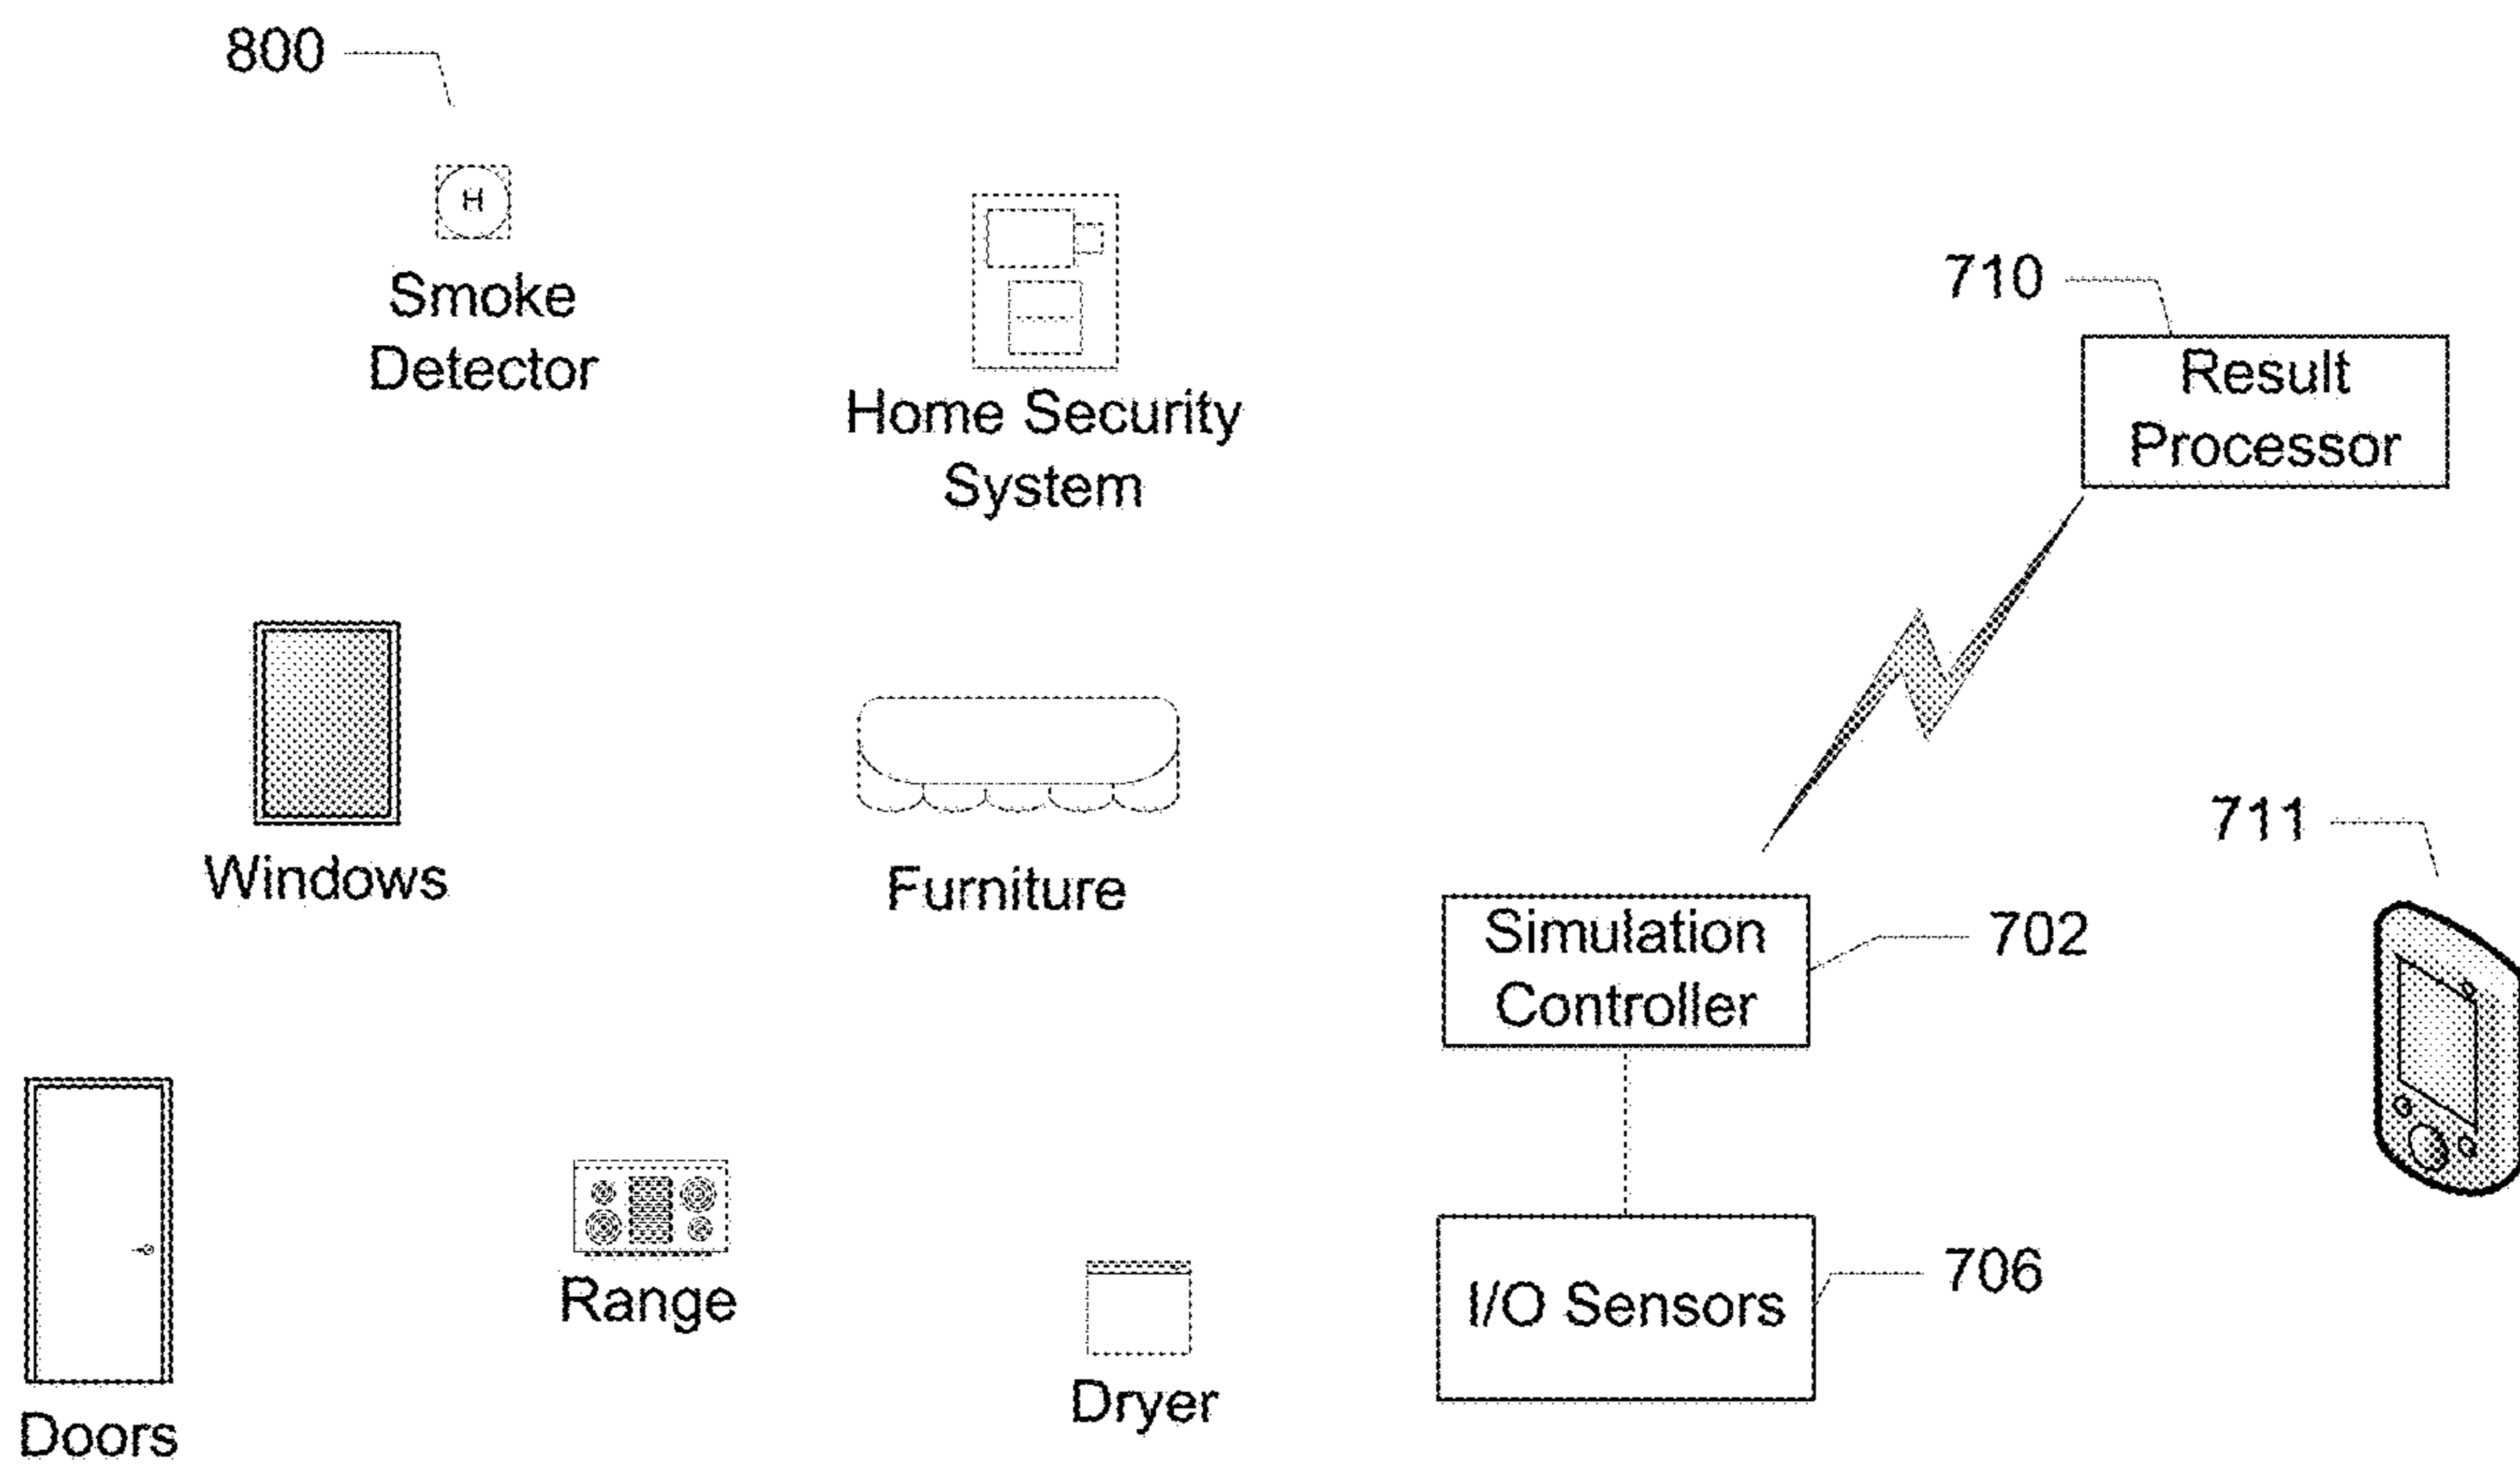 800
H
Smoke
Detector
Home Security
System
710
Result
Processor
Windows
Furniture
711
Simulation
Controller
702
Range
I/O Sensors
706
Dryer
Doors